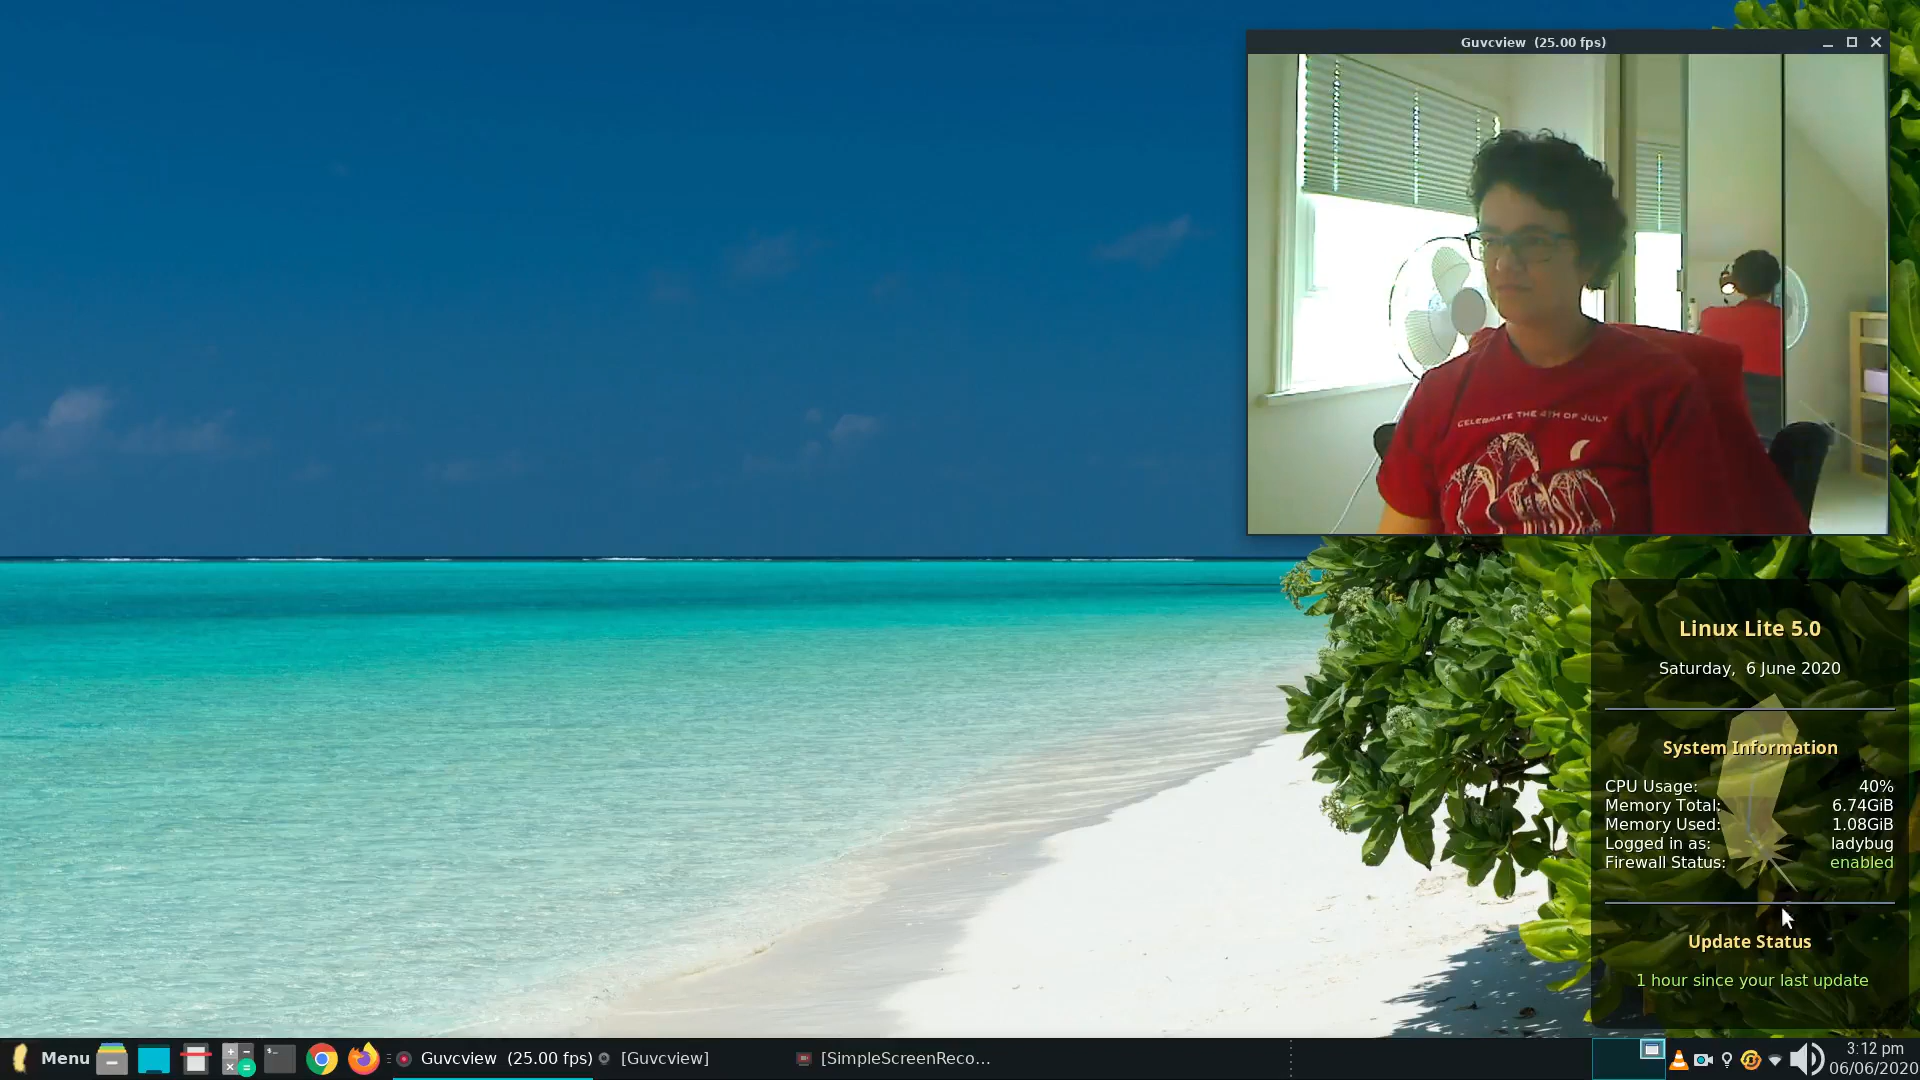 Guvcview (25.00 fps)
CELEBRATE THE 4TH OF JULY
Linux Lite 5.0
Saturday, 6 June 2020
System Information
CPU Usage: 40%
Memory Total: 6.74GiB
Memory Used: 1.08GiB
Logged in as: ladybug
Firewall Status: enabled
Update Status
1 hour since your last update
Menu
Guvcview (25.00 fps)
[Guvcview]
[SimpleScreenReco...
3:12 pm
06/06/2020